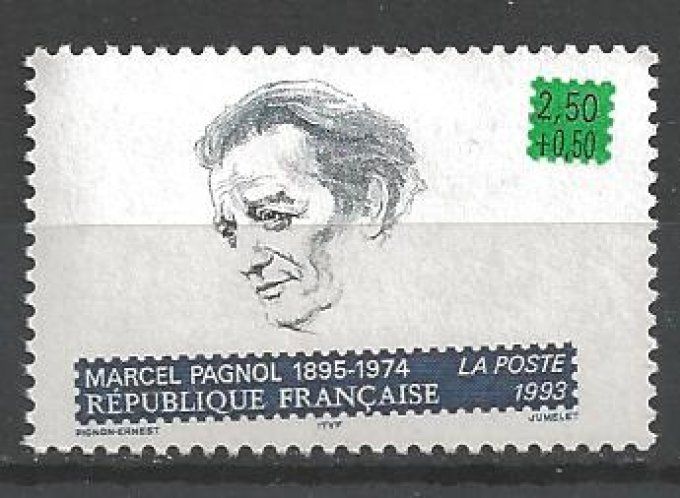 2,50
+0,50
MARCEL PAGNOL 1895-1974
LA POSTE
RÉPUBLIQUE FRANÇAISE
1993
PIGNON-ERNEST
ITVF
JUMELET